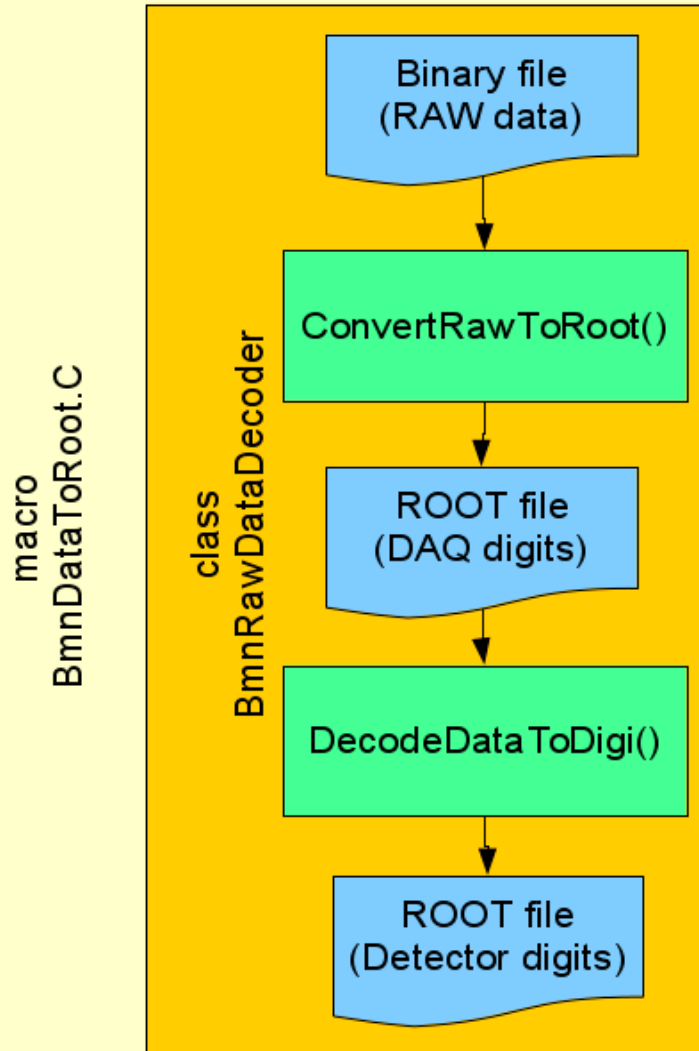 macro
BmnDataToRoot.C
class
BmnRawDataDecoder
Binary file
(RAW data)
ConvertRawToRoot()
ROOT file
(DAQ digits)
DecodeDataToDigi()
ROOT file
(Detector digits)